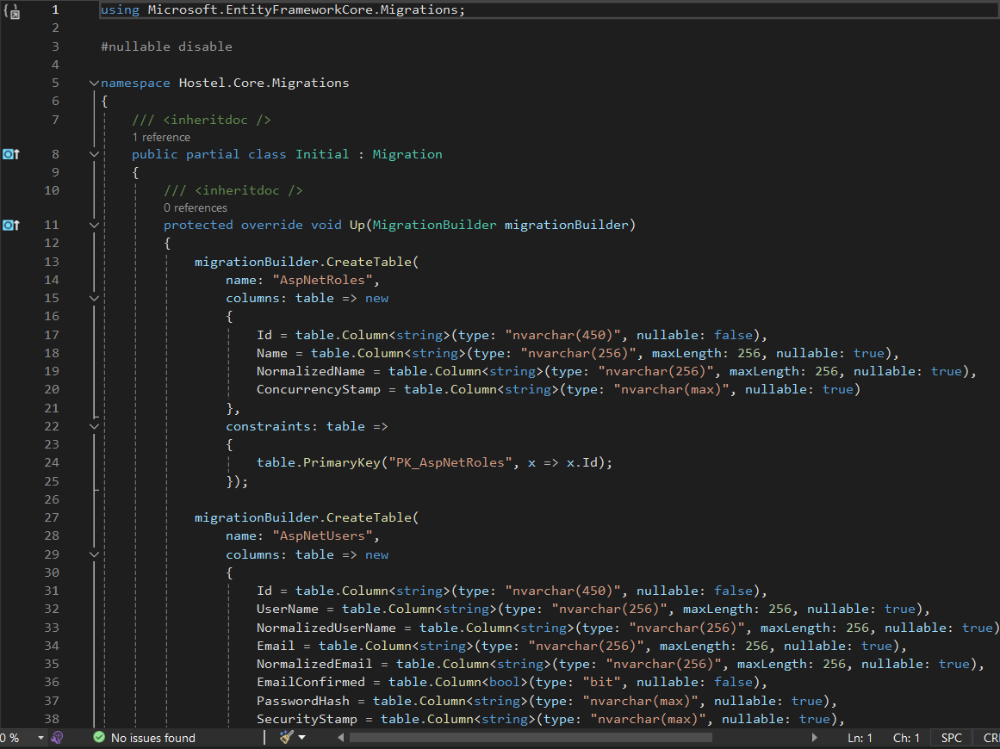 1 using Microsoft.EntityFrameworkCore.Migrations;
2
3 #nullable disable
4
5 namespace Hostel.Core.Migrations
6 {
7 /// <inheritdoc />
1 reference
8 public partial class Initial : Migration
9 {
10 /// <inheritdoc />
0 references
11 protected override void Up(MigrationBuilder migrationBuilder)
12 {
13 migrationBuilder.CreateTable(
14 name: "AspNetRoles",
15 columns: table => new
16 {
17 Id = table.Column<string>(type: "nvarchar(450)", nullable: false),
18 Name = table.Column<string>(type: "nvarchar(256)", maxLength: 256, nullable: true),
19 NormalizedName = table.Column<string>(type: "nvarchar(256)", maxLength: 256, nullable: true),
20 ConcurrencyStamp = table.Column<string>(type: "nvarchar(max)", nullable: true)
21 },
22 constraints: table =>
23 {
24 table.PrimaryKey("PK_AspNetRoles", x => x.Id);
25 });
26
27 migrationBuilder.CreateTable(
28 name: "AspNetUsers",
29 columns: table => new
30 {
31 Id = table.Column<string>(type: "nvarchar(450)", nullable: false),
32 UserName = table.Column<string>(type: "nvarchar(256)", maxLength: 256, nullable: true),
33 NormalizedUserName = table.Column<string>(type: "nvarchar(256)", maxLength: 256, nullable: true)
34 Email = table.Column<string>(type: "nvarchar(256)", maxLength: 256, nullable: true),
35 NormalizedEmail = table.Column<string>(type: "nvarchar(256)", maxLength: 256, nullable: true),
36 EmailConfirmed = table.Column<bool>(type: "bit", nullable: false),
37 PasswordHash = table.Column<string>(type: "nvarchar(max)", nullable: true),
38 SecurityStamp = table.Column<string>(type: "nvarchar(max)", nullable: true),
0 % No issues found Ln: 1 Ch: 1 SPC CR